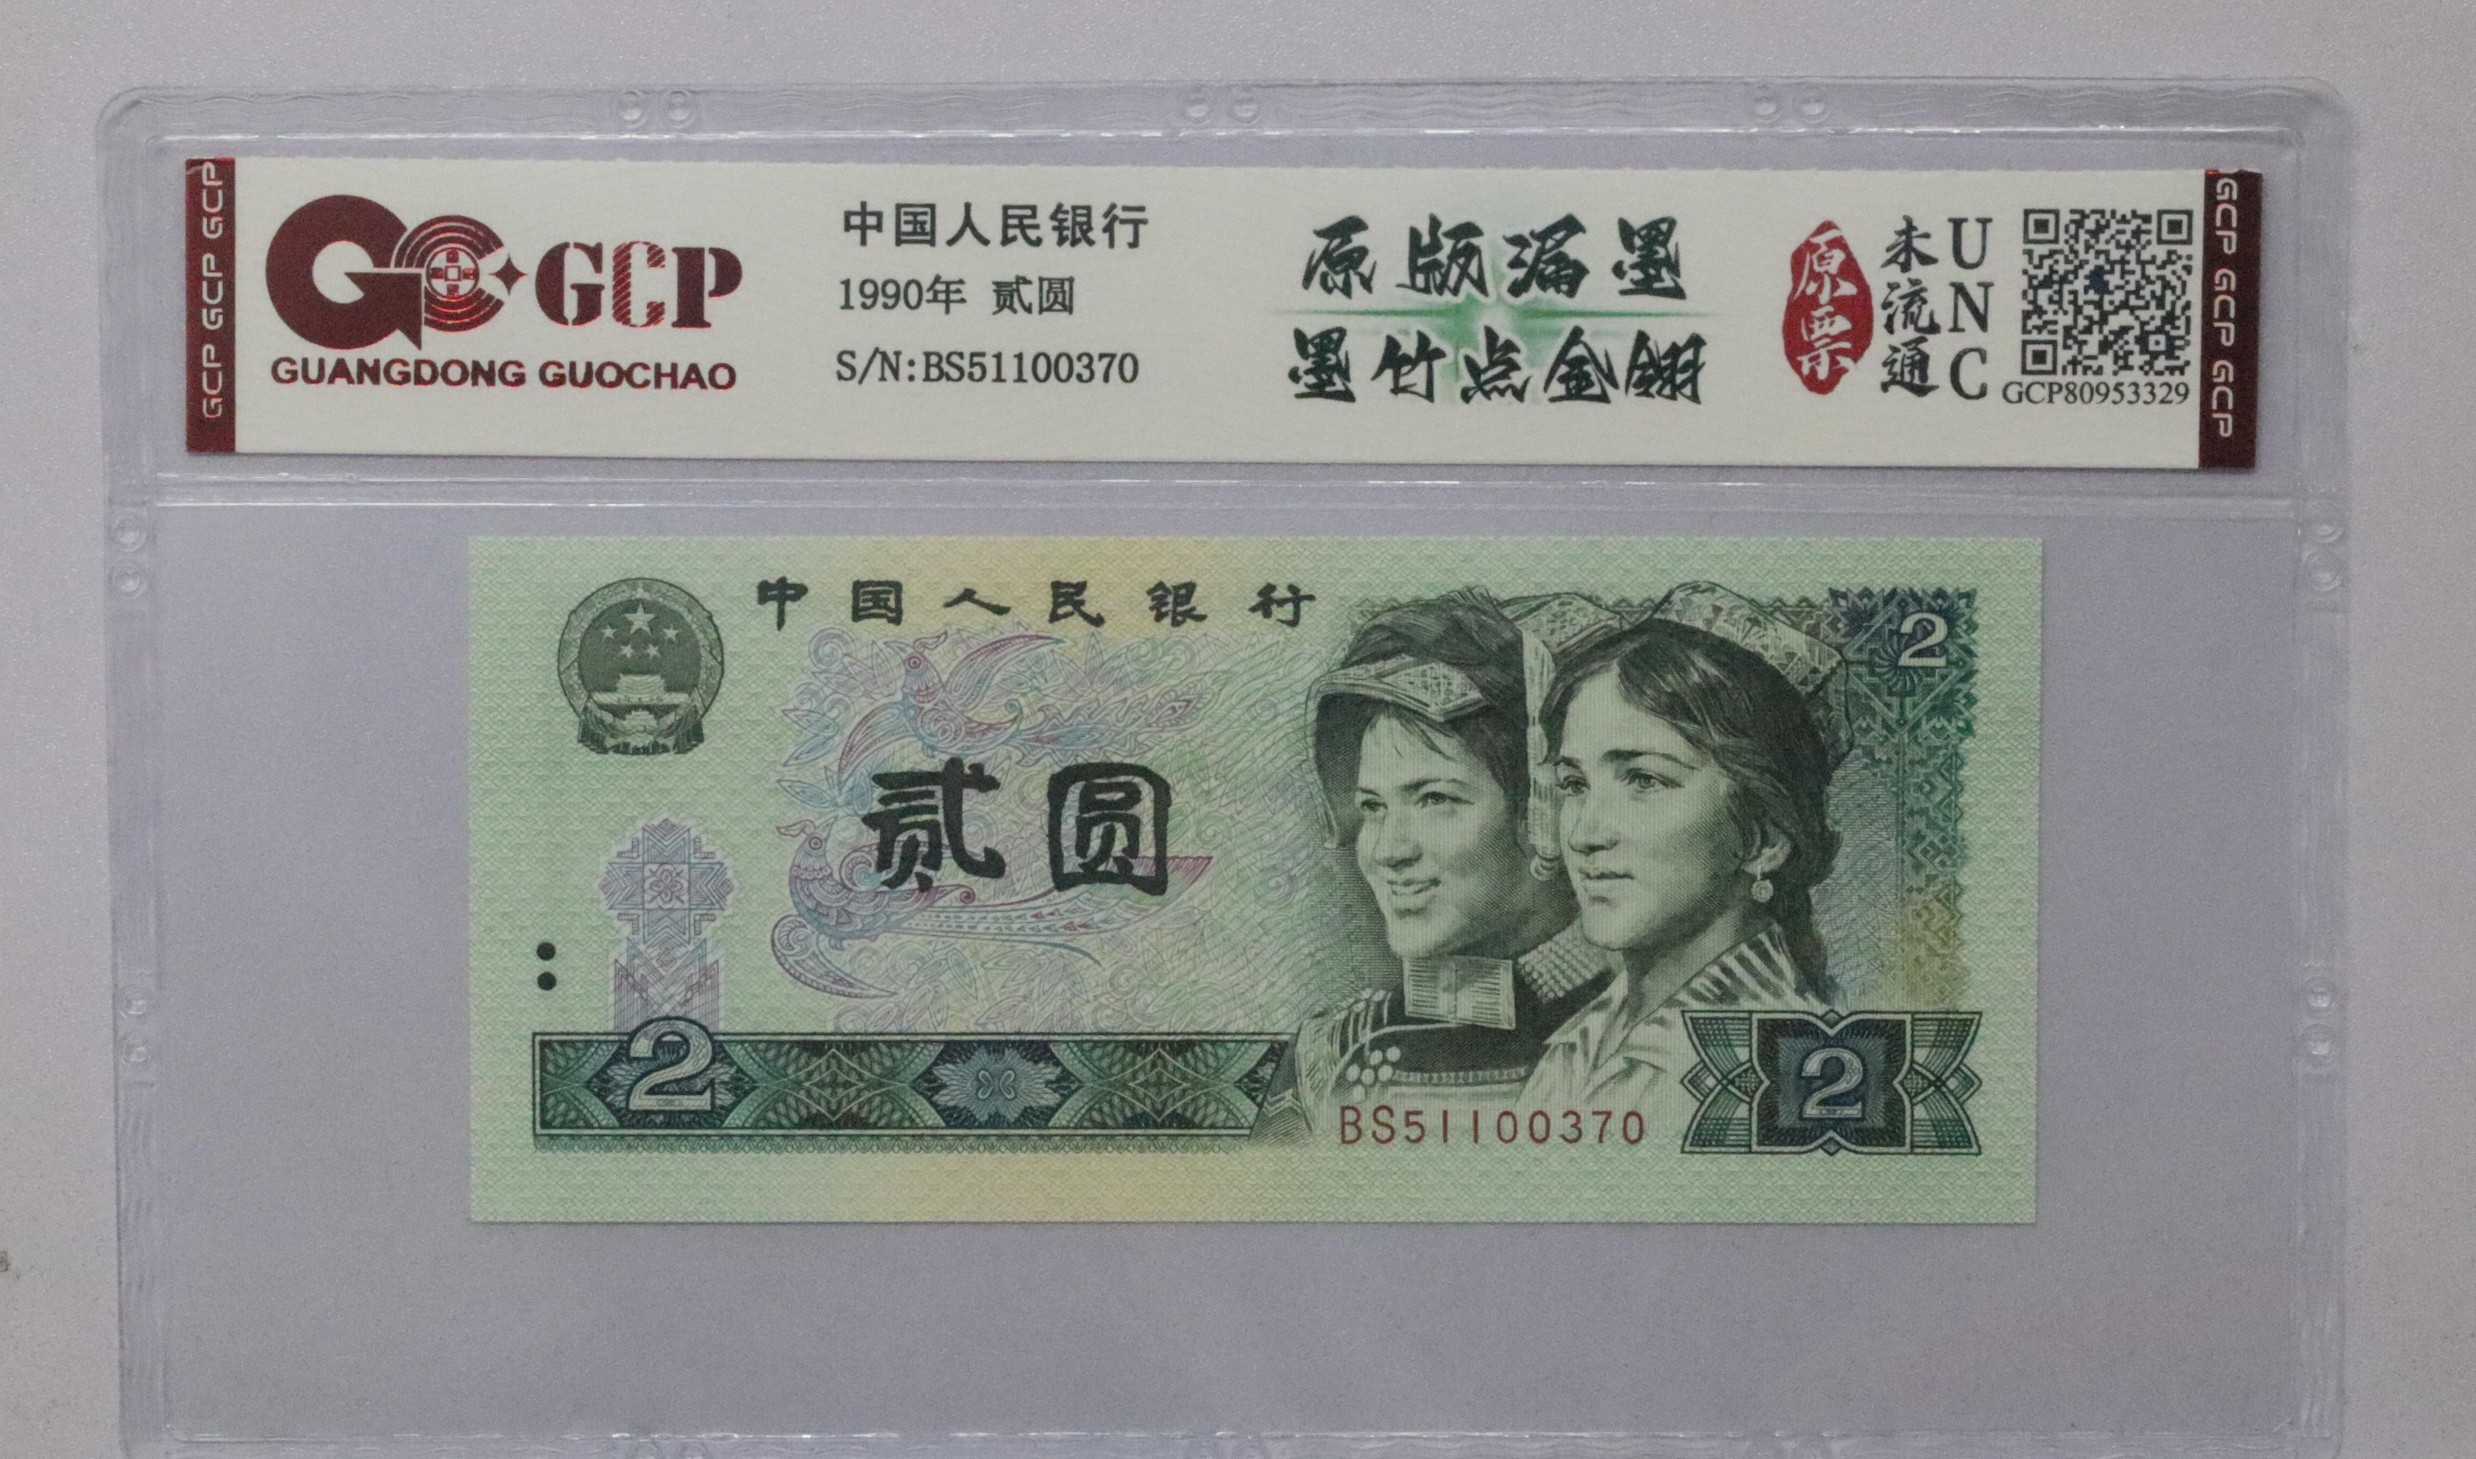 GCP GCP GCP
GCP
GUANGDONG GUOCHAO
中国人民银行
1990年 贰圆
S/N:BS51100370
原版漏墨
墨竹点金翎
原票
未流通
UNC
GCP80953329
GCP GCP GCP
中国人民银行
2
贰圆
2
BS51100370
2